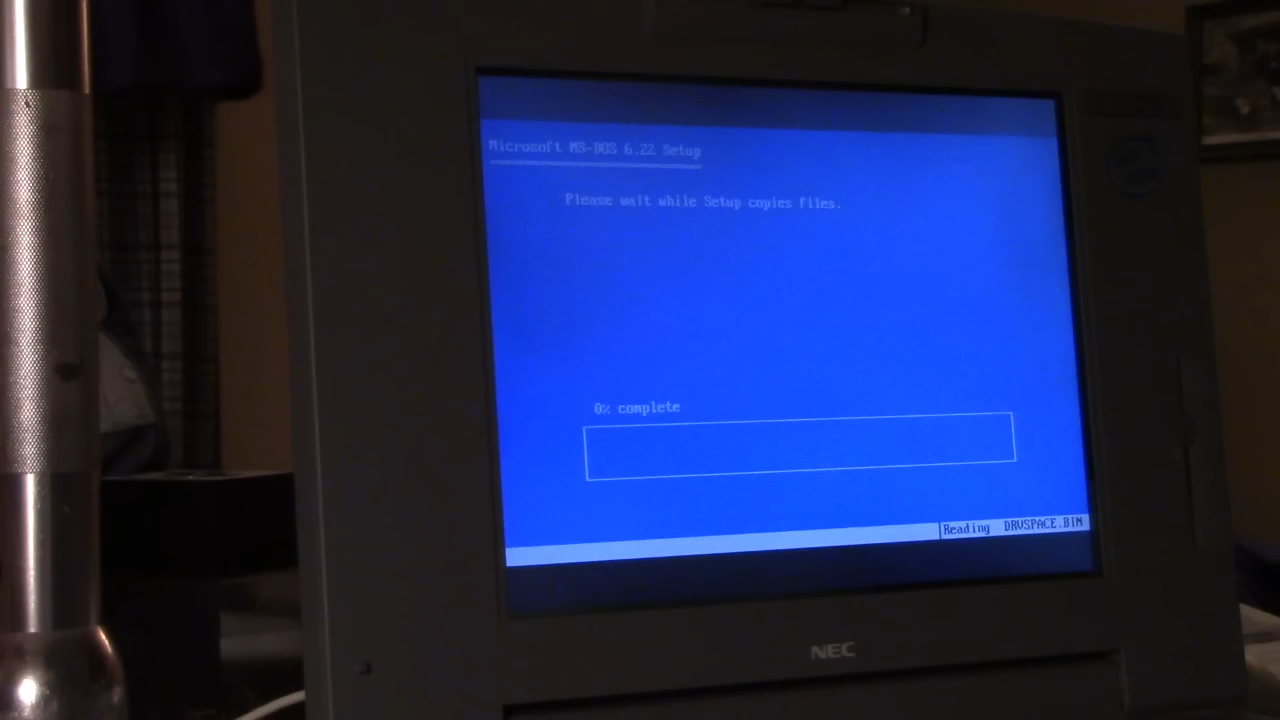 Microsoft MS-DOS 6.22 Setup
Please wait while Setup copies files.
0% complete
Reading DRVSPACE.BIN
NEC